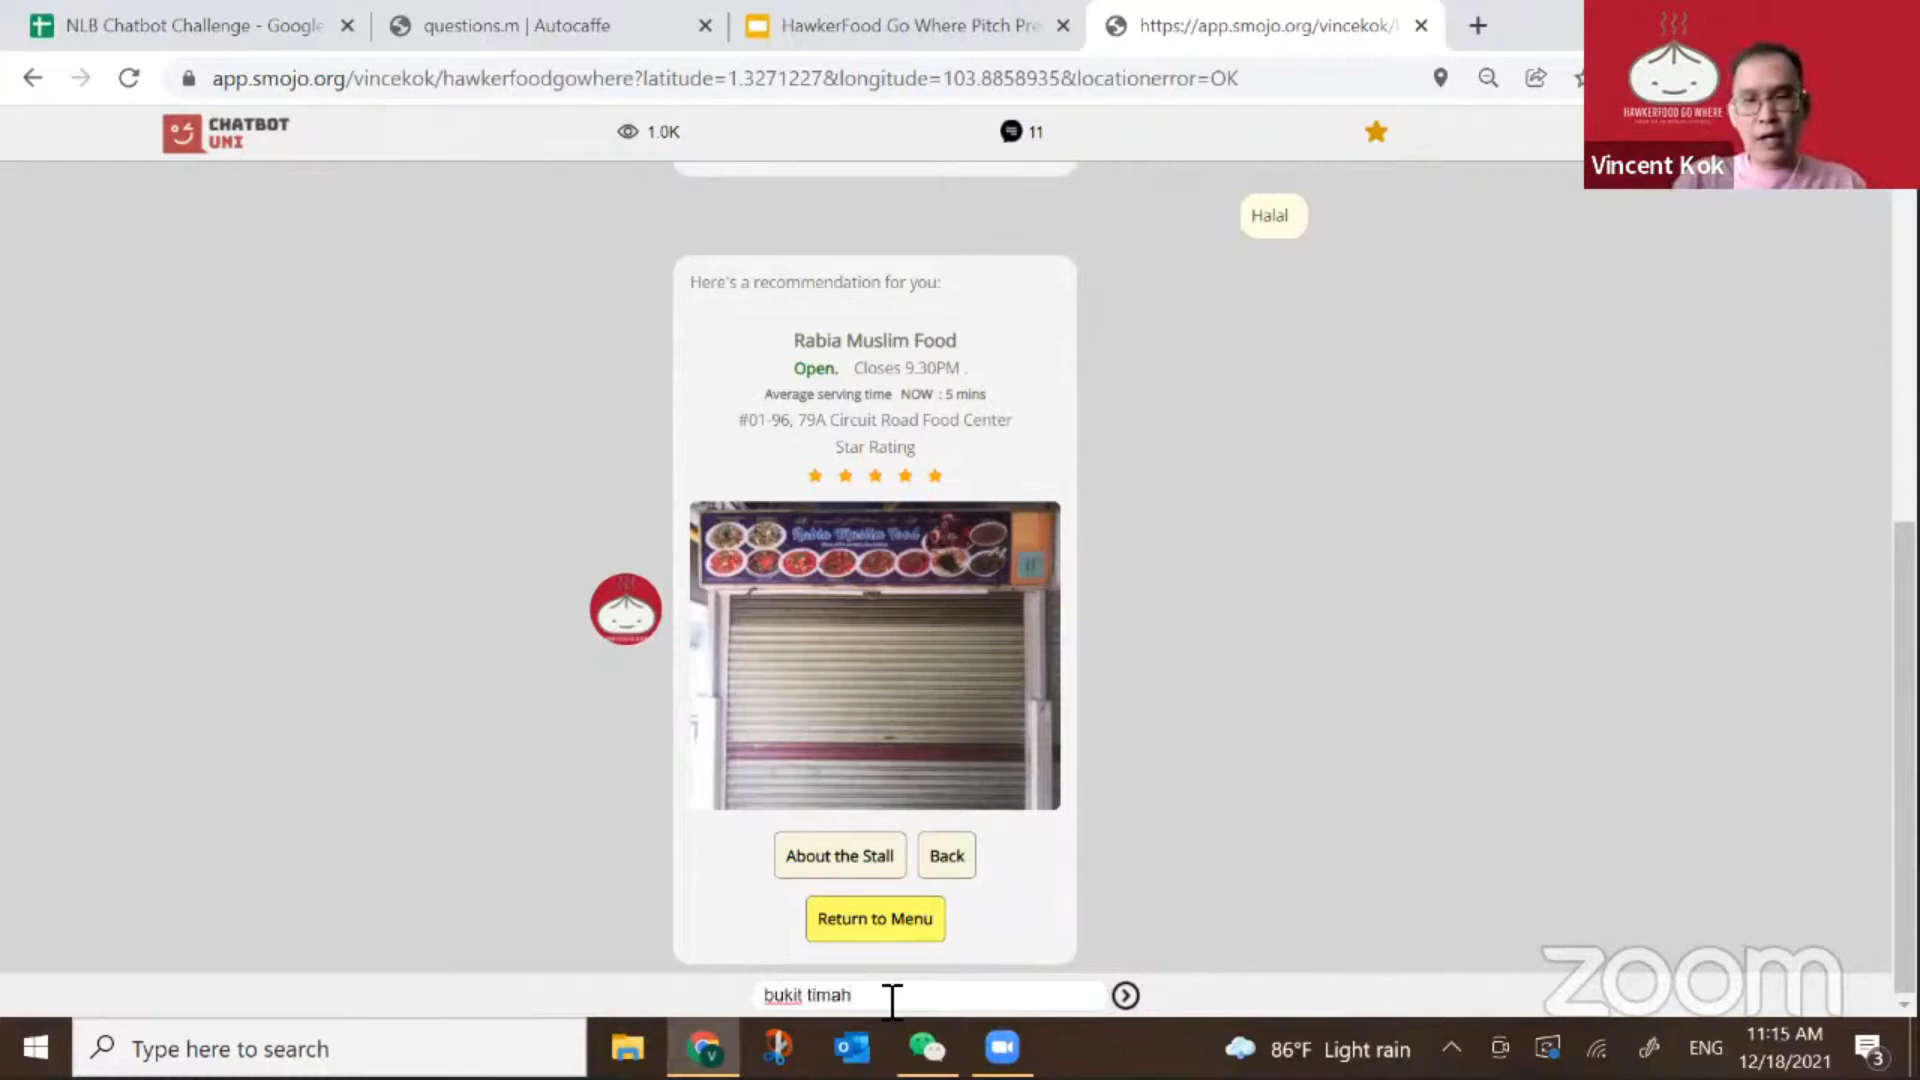 NLB Chatbot Challenge - Google
questions.m | Autocaffe
HawkerFood Go Where Pitch Pre
https://app.smojo.org/vincekok/
app.smojo.org/vincekok/hawkerfoodgowhere?latitude=1.3271227&longitude=103.8858935&locationerror=OK
HAWKERFOOD GO WHERE
Vincent Kok
CHATBOT
UNI
1.0K
11
Halal
Here's a recommendation for you:
Rabia Muslim Food
Open. Closes 9.30PM .
Average serving time NOW : 5 mins
#01-96, 79A Circuit Road Food Center
Star Rating
Rabia Muslim Food
About the Stall
Back
Return to Menu
bukit timah
zoom
Type here to search
86°F Light rain
ENG
11:15 AM
12/18/2021
3